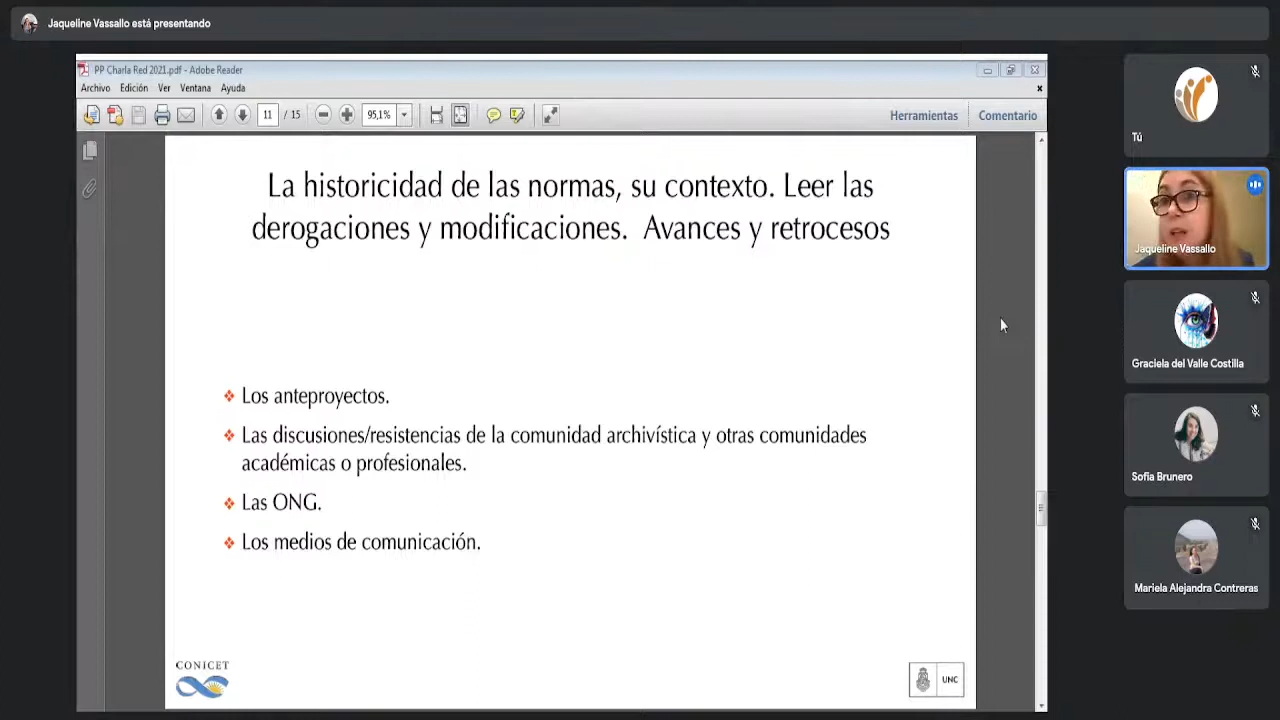 Jaqueline Vassallo está presentando
PP Charla Red 2021.pdf - Adobe Reader
Archivo Edición Ver Ventana Ayuda
11 / 15 95,1% Herramientas Comentario
La historicidad de las normas, su contexto. Leer las
derogaciones y modificaciones. Avances y retrocesos
Los anteproyectos.
Las discusiones/resistencias de la comunidad archivística y otras comunidades
académicas o profesionales.
Las ONG.
Los medios de comunicación.
CONICET
UNC
Tú
Jaqueline Vassallo
Graciela del Valle Costilla
Sofia Brunero
Mariela Alejandra Contreras